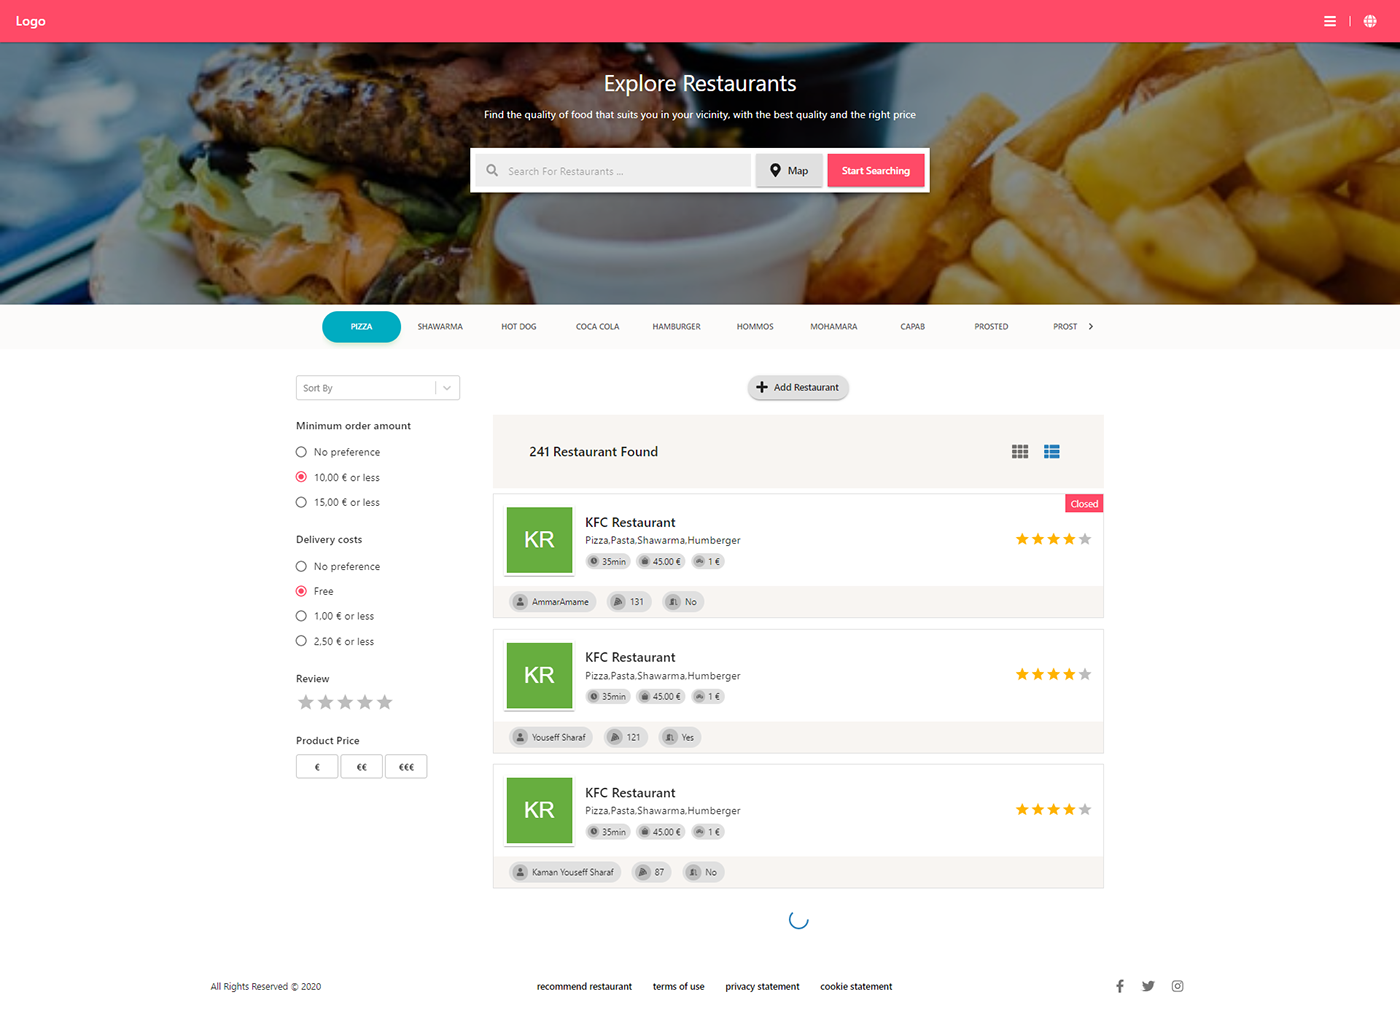 Logo
Explore Restaurants
Find the quality of food that suits you in your vicinity, with the best quality and the right price
Search For Restaurants ...
Map
Start Searching
PIZZA SHAWARMA HOT DOG COCA COLA HAMBURGER HOMMOS MOHAMARA CAPAB PROSTED PROST
Sort By
Minimum order amount
No preference
10,00 € or less
15,00 € or less
Delivery costs
No preference
Free
1,00 € or less
2,50 € or less
Review
Product Price
€ €€ €€€
Add Restaurant
241 Restaurant Found
Closed
KR
KFC Restaurant
Pizza,Pasta,Shawarma,Humberger
35min 45.00 € 1 €
AmmarAmame 131 No
KR
KFC Restaurant
Pizza,Pasta,Shawarma,Humberger
35min 45.00 € 1 €
Youseff Sharaf 121 Yes
KR
KFC Restaurant
Pizza,Pasta,Shawarma,Humberger
35min 45.00 € 1 €
Kaman Youseff Sharaf 87 No
All Rights Reserved © 2020
recommend restaurant terms of use privacy statement cookie statement